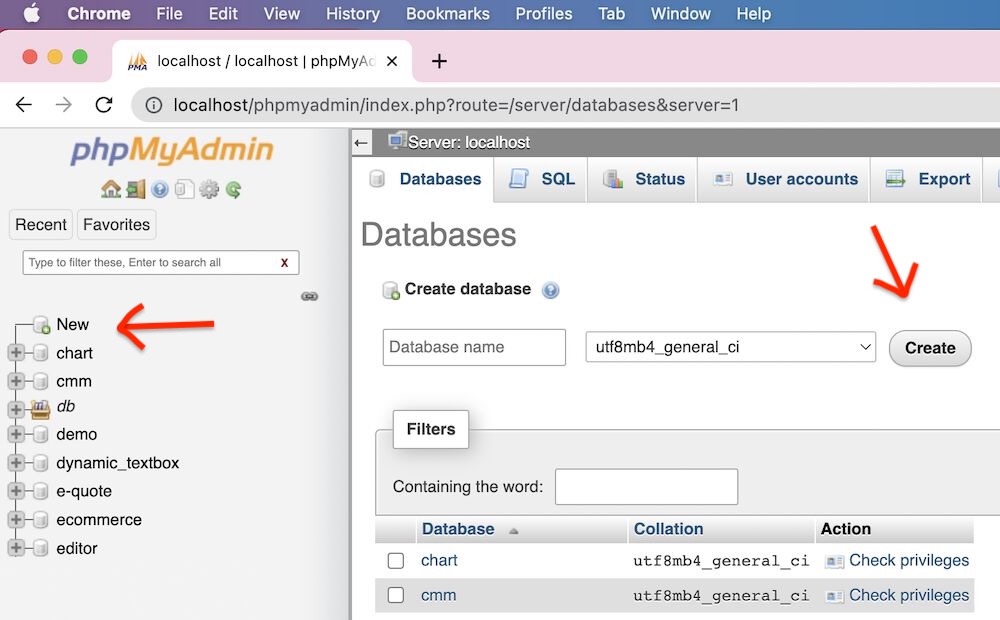 Chrome File Edit View History Bookmarks Profiles Tab Window Help
PMA localhost / localhost | phpMyAd
localhost/phpmyadmin/index.php?route=/server/databases&server=1
phpMyAdmin
Recent Favorites
Type to filter these, Enter to search all X
New
chart
cmm
db
demo
dynamic_textbox
e-quote
ecommerce
editor
Server: localhost
Databases SQL Status User accounts Export
Databases
Create database
Database name utf8mb4_general_ci Create
Filters
Containing the word:
Database Collation Action
chart utf8mb4_general_ci Check privileges
cmm utf8mb4_general_ci Check privileges